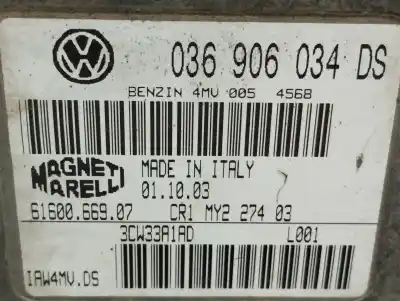 VW
036 906 034 DS
BENZIN 4MV 005 4568
MAGNETI MARELLI
MADE IN ITALY
01.10.03
61600.669.07 CR1 MY2 274 03
3CW33A1AD L001
IAW4MV.DS